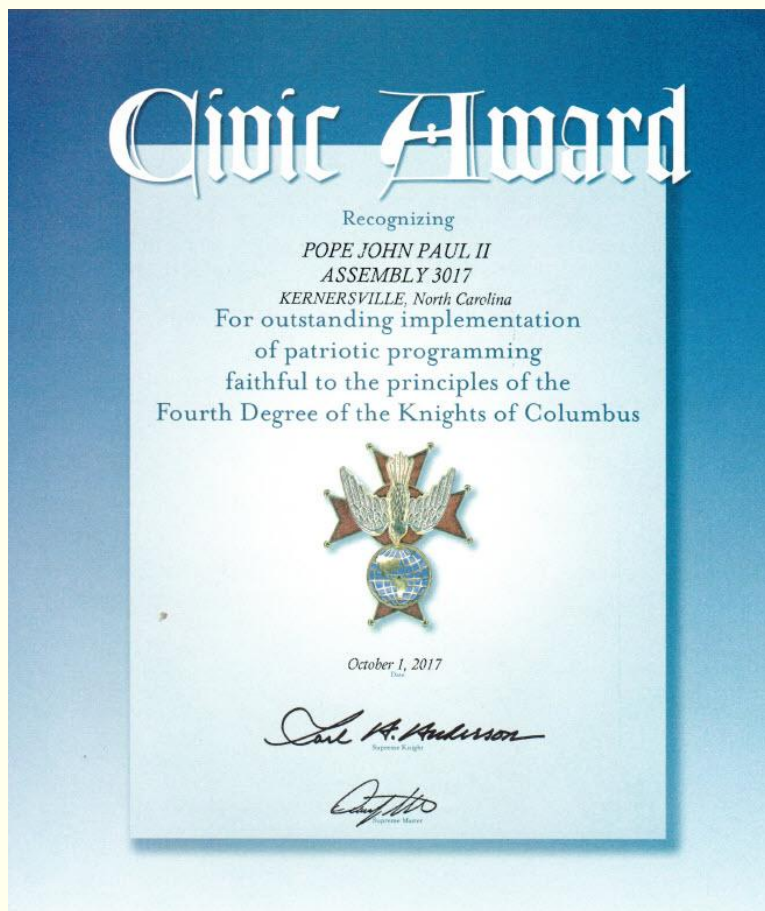 Civic Award
Recognizing
POPE JOHN PAUL II
ASSEMBLY 3017
KERNERSVILLE, North Carolina
For outstanding implementation
of patriotic programming
faithful to the principles of the
Fourth Degree of the Knights of Columbus
October 1, 2017
Date
Carl A. Anderson
Supreme Knight
Supreme Master